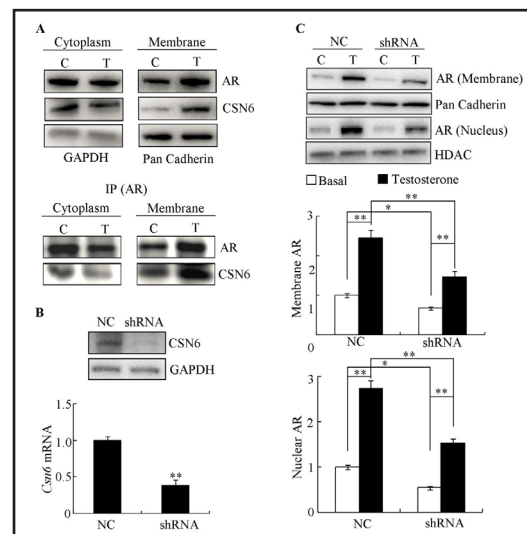 A
Cytoplasm Membrane
C T C T
AR
CSN6
GAPDH Pan Cadherin
IP (AR)
Cytoplasm Membrane
C T C T
AR
CSN6
B
NC shRNA
CSN6
GAPDH
1.5
1.0
0.5
0
Csn6 mRNA
**
NC shRNA
C
NC shRNA
C T C T
AR (Membrane)
Pan Cadherin
AR (Nucleus)
HDAC
Basal Testosterone
**
*
** **
3
2
1
0
Membrane AR
NC shRNA
**
*
** **
3
2
1
0
Nuclear AR
NC shRNA